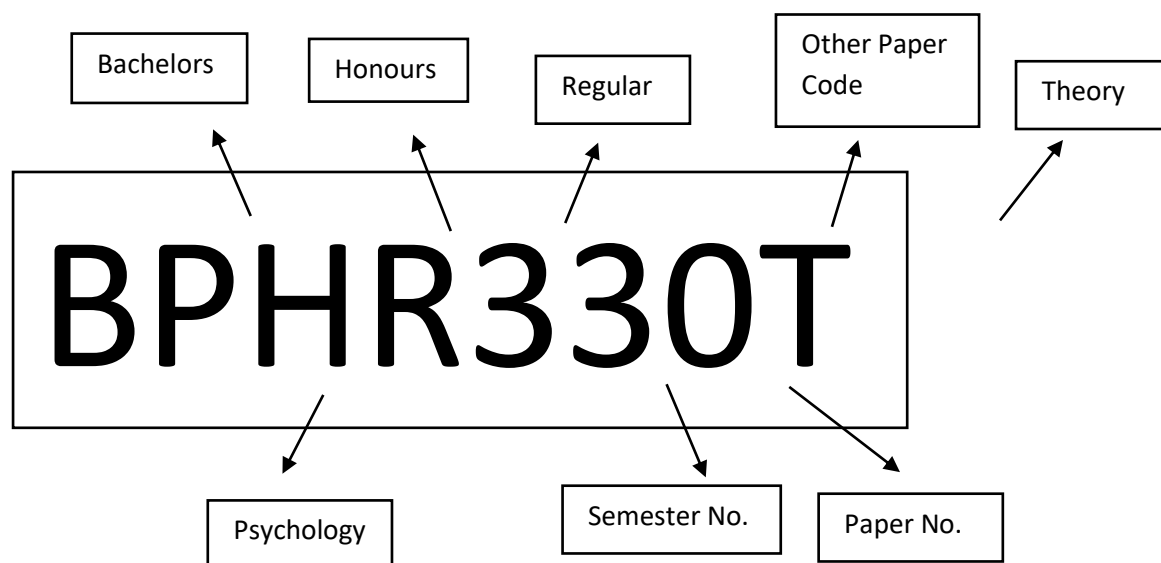 Bachelors
Honours
Regular
Other Paper
Code
Theory
BPHR330T
Psychology
Semester No.
Paper No.